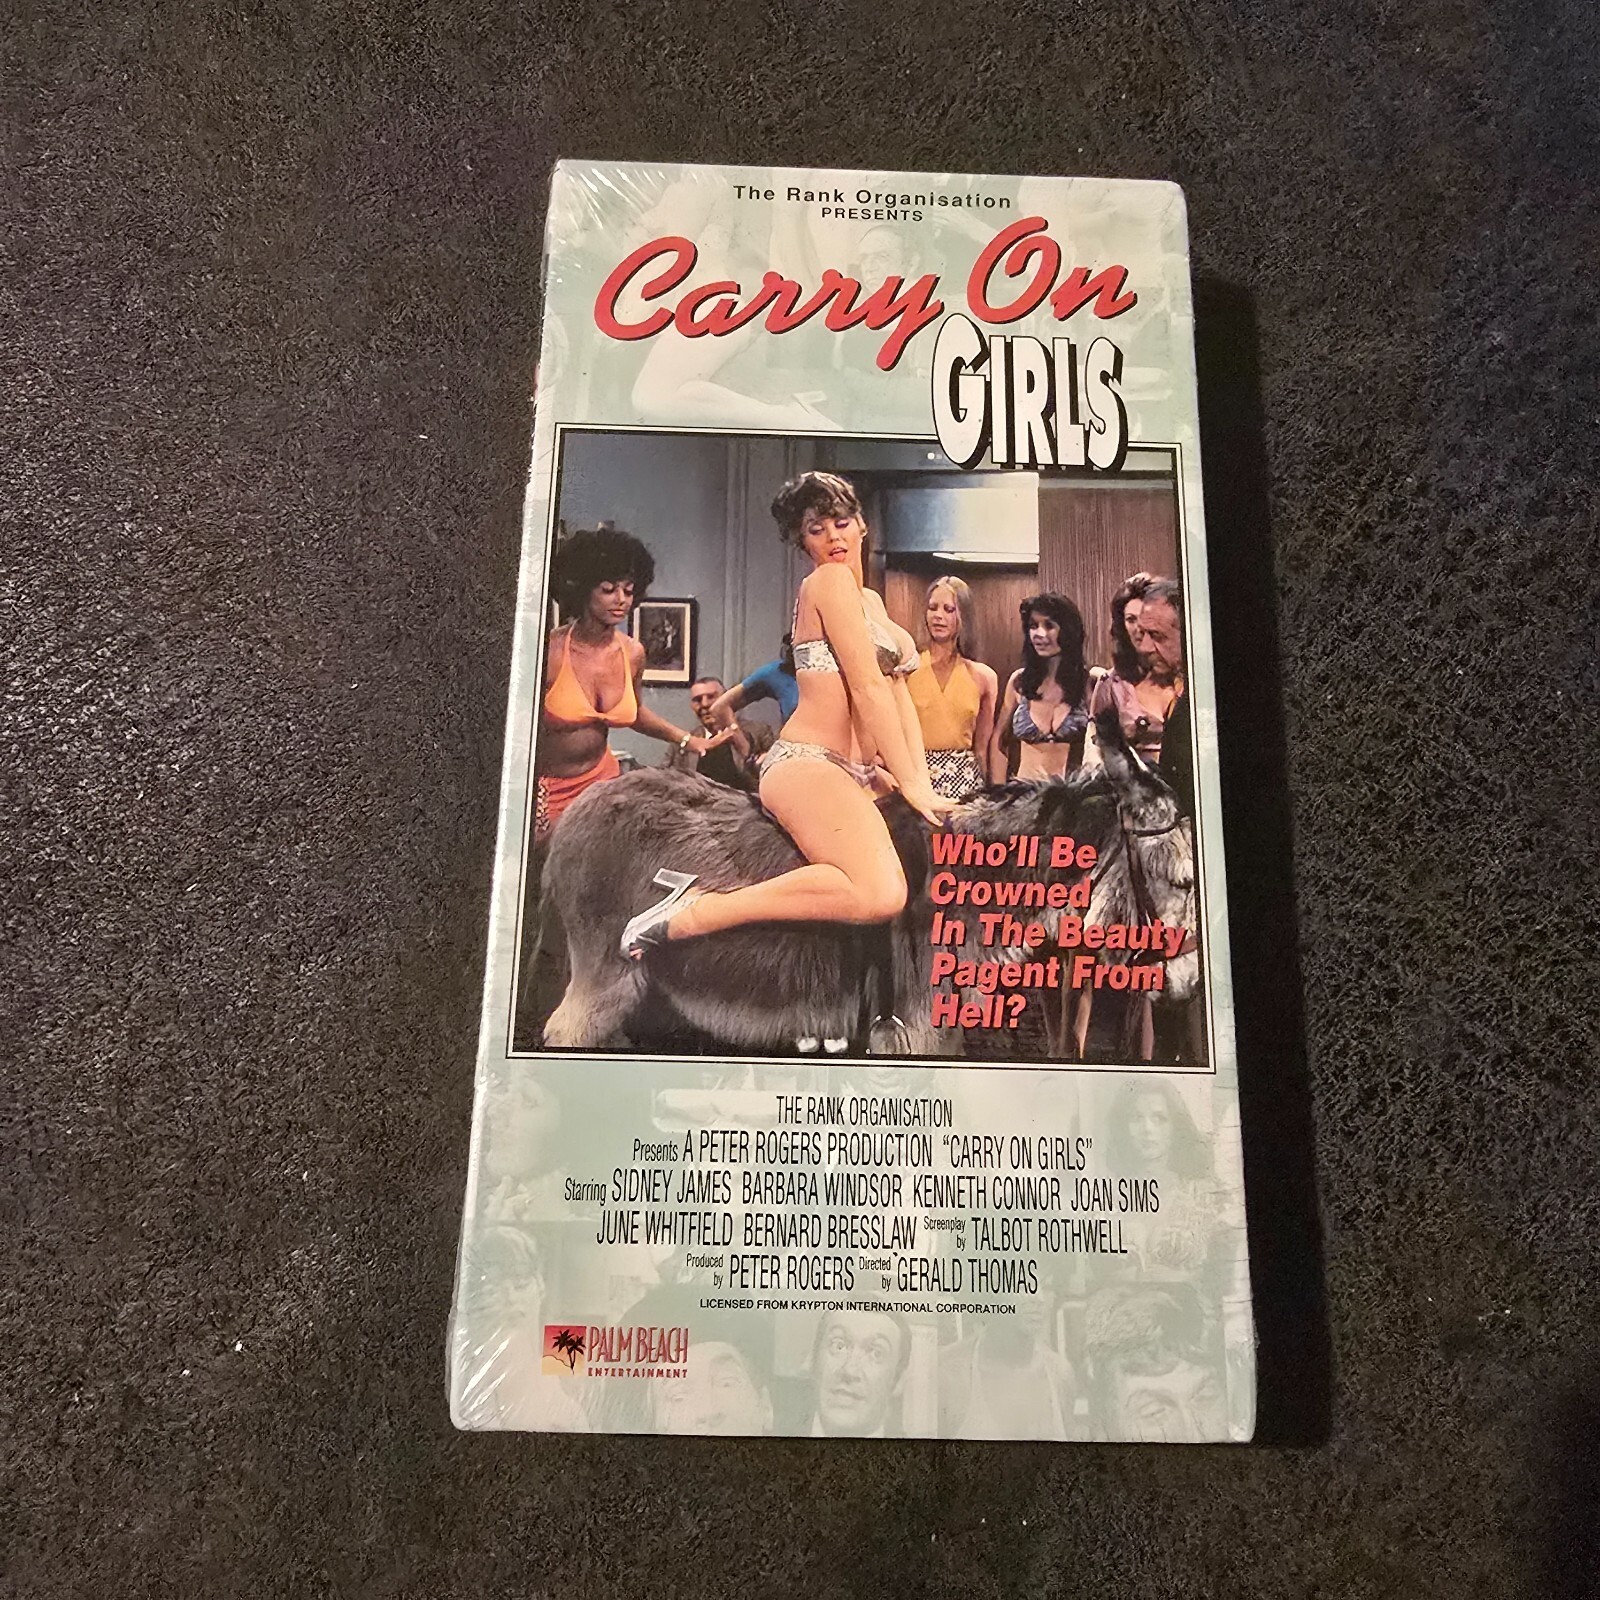 The Rank Organisation
PRESENTS
Carry On
GIRLS
Who'll Be
Crowned
In The Beauty
Pagent From
Hell?
THE RANK ORGANISATION
Presents A PETER ROGERS PRODUCTION "CARRY ON GIRLS"
Starring SIDNEY JAMES BARBARA WINDSOR KENNETH CONNOR JOAN SIMS
JUNE WHITFIELD BERNARD BRESSLAW Screenplay by TALBOT ROTHWELL
Produced by PETER ROGERS Directed by GERALD THOMAS
LICENSED FROM KRYPTON INTERNATIONAL CORPORATION
PALM BEACH
ENTERTAINMENT